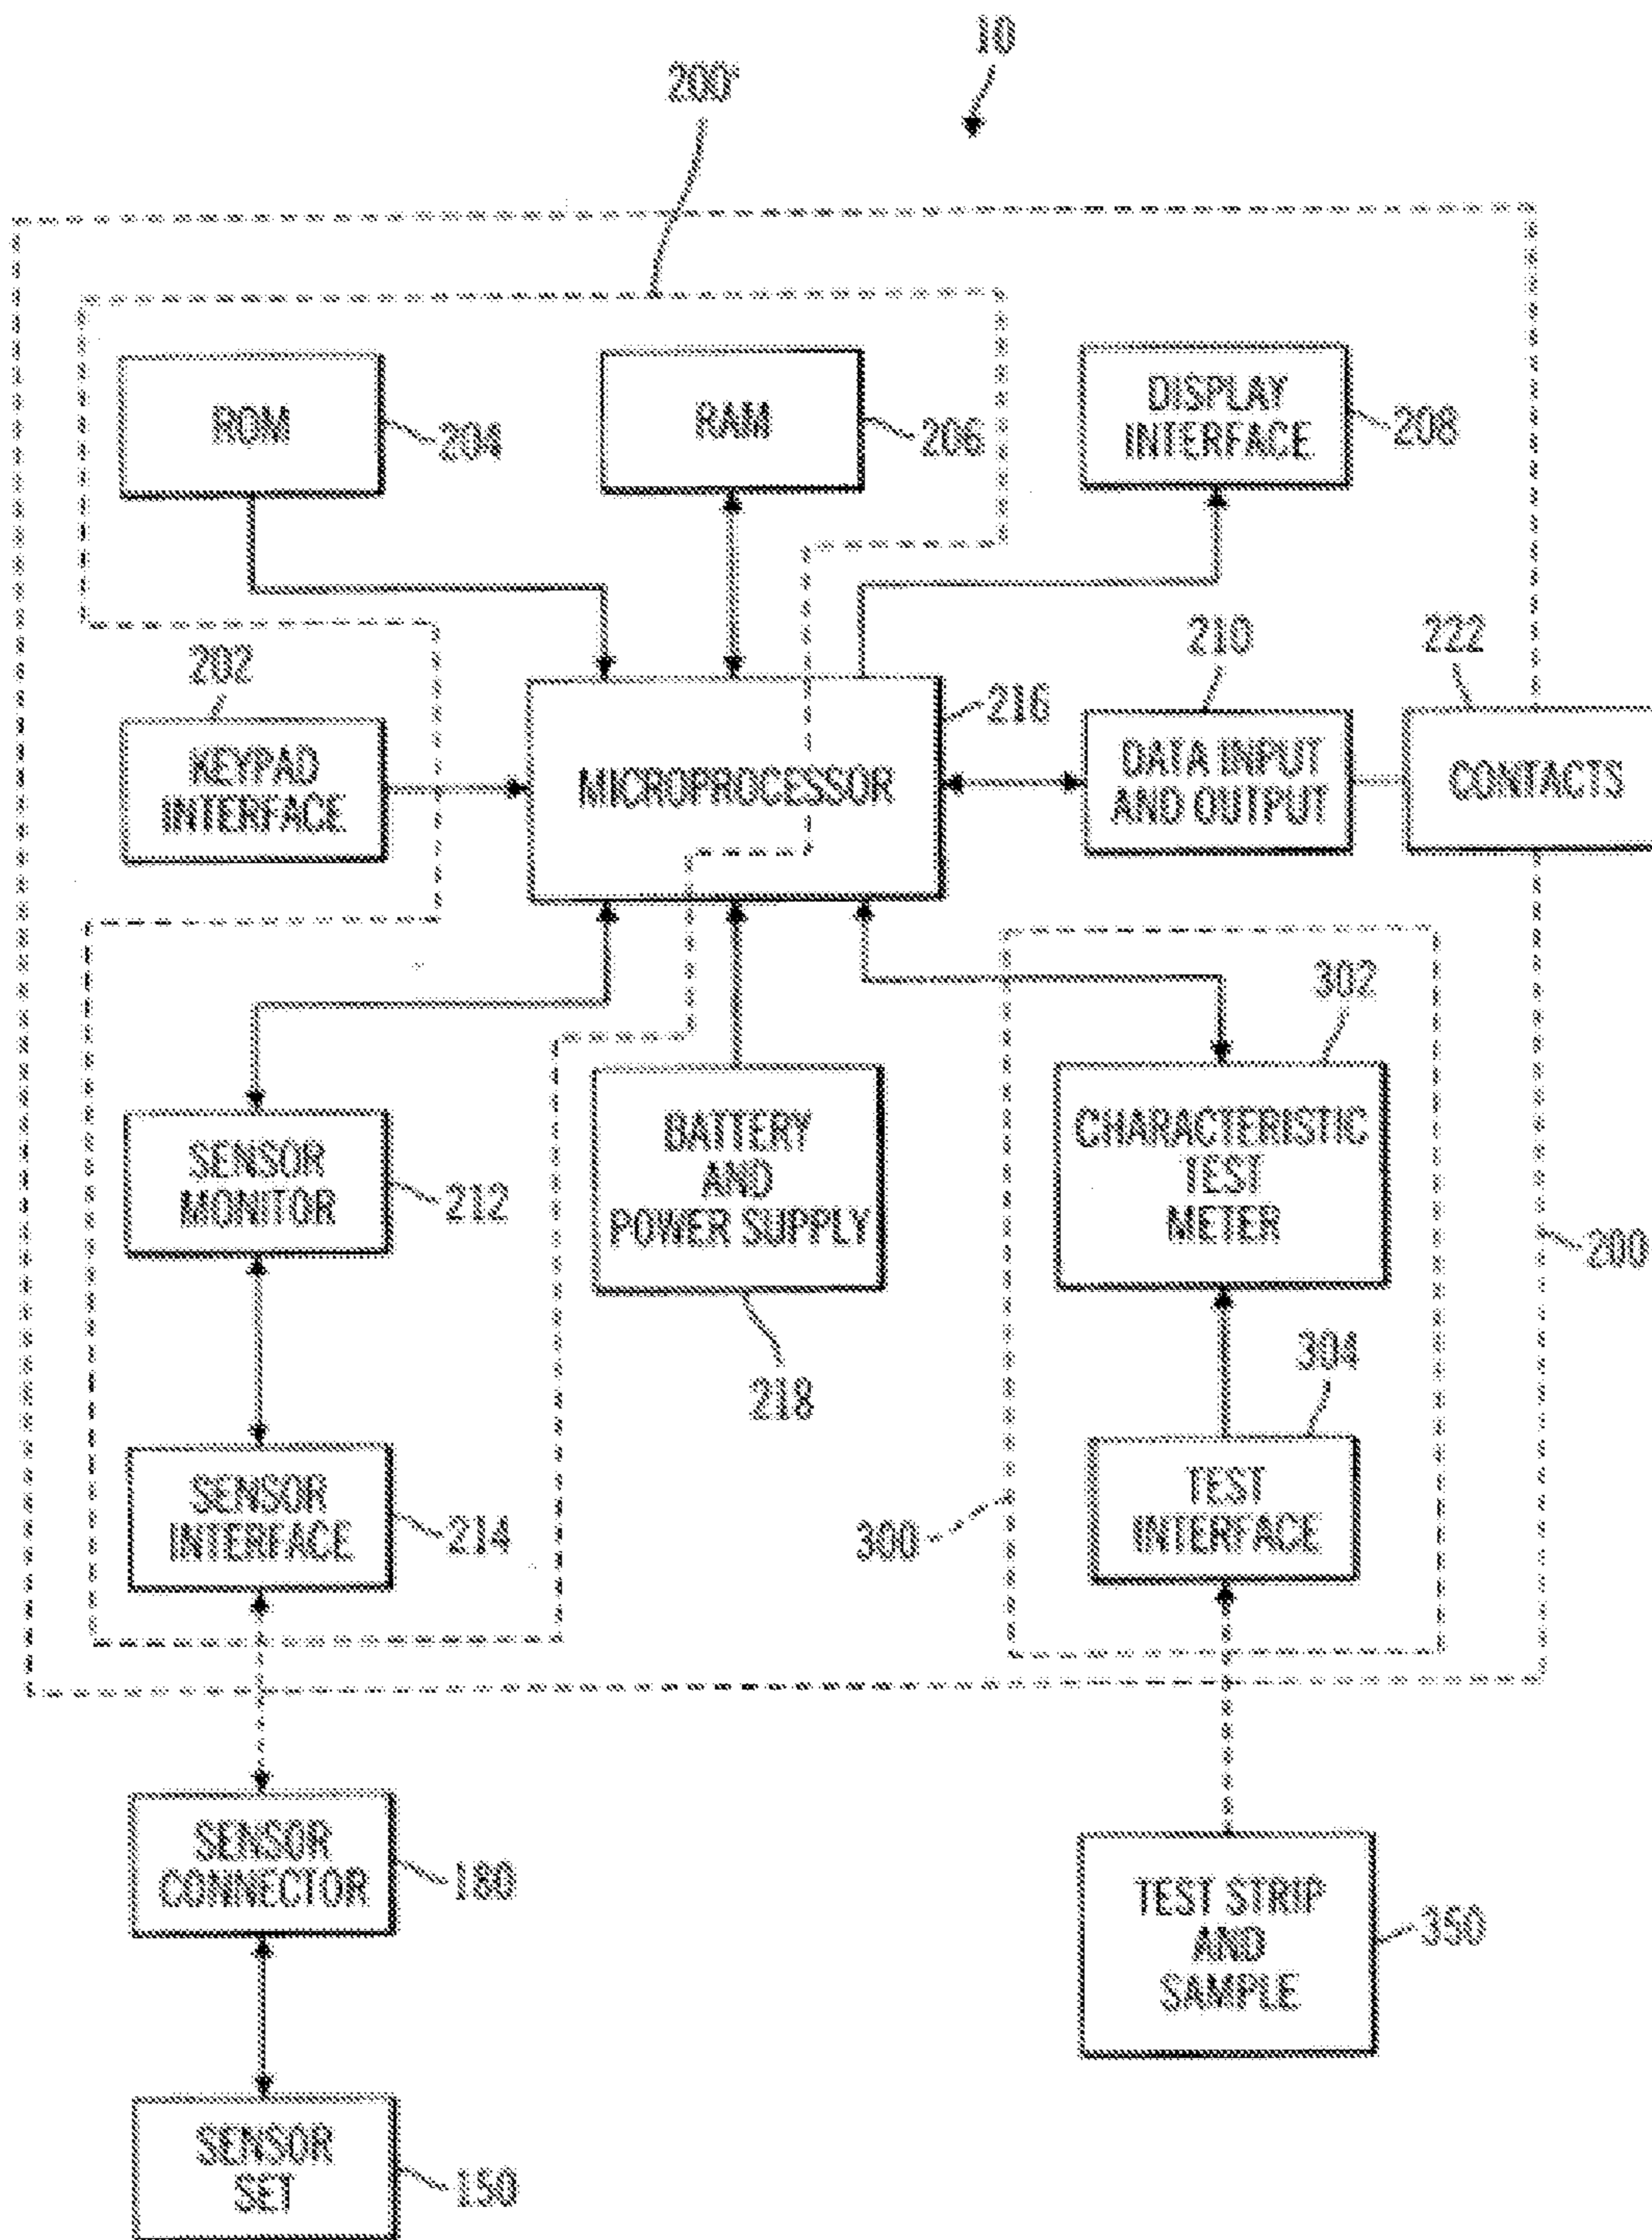 10
200'
ROM
204
RAM
206
DISPLAY
INTERFACE
208
202
KEYPAD
INTERFACE
MICROPROCESSOR
216
210
DATA INPUT
AND OUTPUT
222
CONTACTS
302
SENSOR
MONITOR
212
BATTERY
AND
POWER SUPPLY
218
CHARACTERISTIC
TEST
METER
200
304
SENSOR
INTERFACE
214
300
TEST
INTERFACE
SENSOR
CONNECTOR
180
TEST STRIP
AND
SAMPLE
350
SENSOR
SET
150